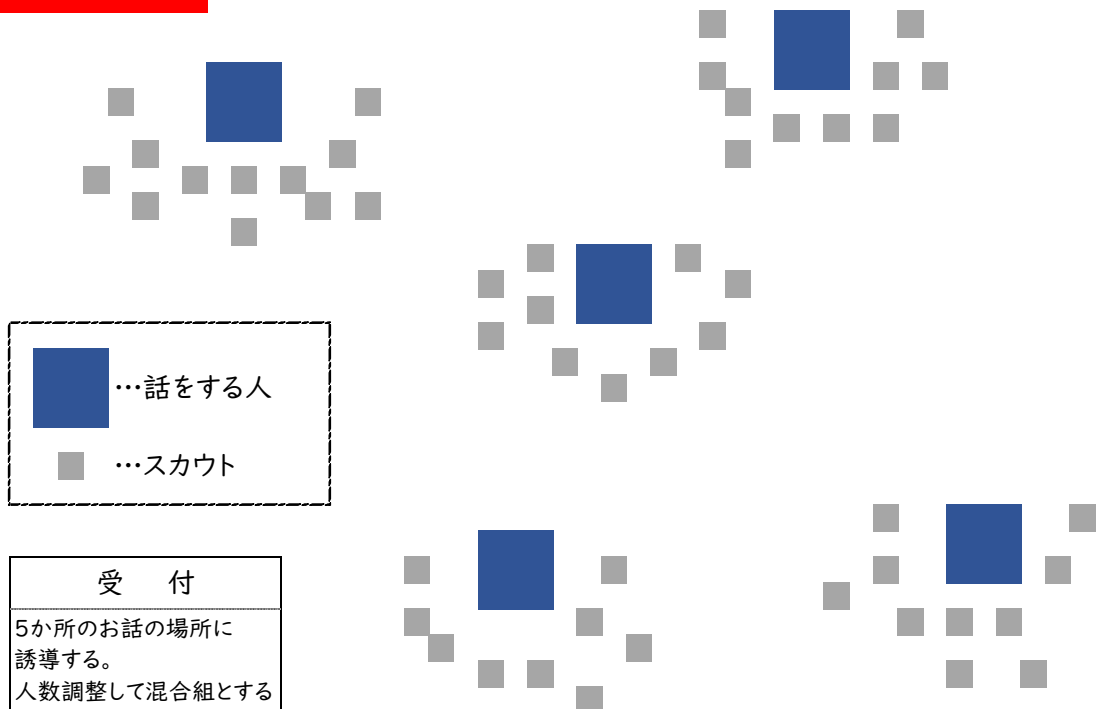 …話をする人
…スカウト
受　付
5か所のお話の場所に
誘導する。
人数調整して混合組とする